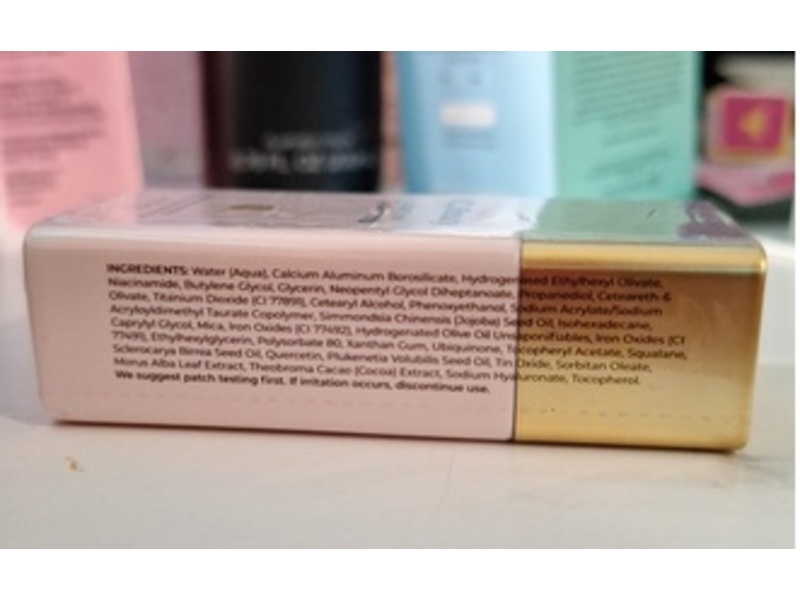 INGREDIENTS: Water (Aqua), Calcium Aluminum Borosilicate, Hydrogenated Ethylhexyl Olivate,
Niacinamide, Butylene Glycol, Glycerin, Neopentyl Glycol Diheptanoate, Propanediol, Ceteareth-6
Olivate, Titanium Dioxide (CI 77891), Cetearyl Alcohol, Phenoxyethanol, Sodium Acrylate/Sodium
Acryloyldimethyl Taurate Copolymer, Simmondsia Chinensis (Jojoba) Seed Oil, Isohexadecane,
Caprylyl Glycol, Mica, Iron Oxides (CI 77492), Hydrogenated Olive Oil Unsaponifiables, Iron Oxides (CI
77491), Ethylhexylglycerin, Polysorbate 80, Xanthan Gum, Ubiquinone, Tocopheryl Acetate, Squalane,
Sclerocarya Birrea Seed Oil, Quercetin, Plukenetia Volubilis Seed Oil, Tin Oxide, Sorbitan Oleate,
Morus Alba Leaf Extract, Theobroma Cacao (Cocoa) Extract, Sodium Hyaluronate, Tocopherol.
We suggest patch testing first. If irritation occurs, discontinue use.